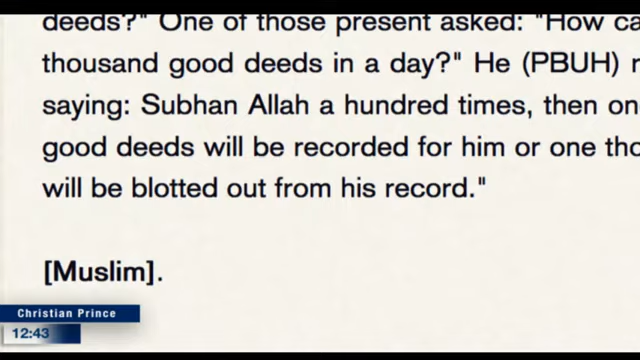 deeds?" One of those present asked: "How ca
thousand good deeds in a day?" He (PBUH) r
saying: Subhan Allah a hundred times, then on
good deeds will be recorded for him or one tho
will be blotted out from his record."
[Muslim].
Christian Prince
12:43